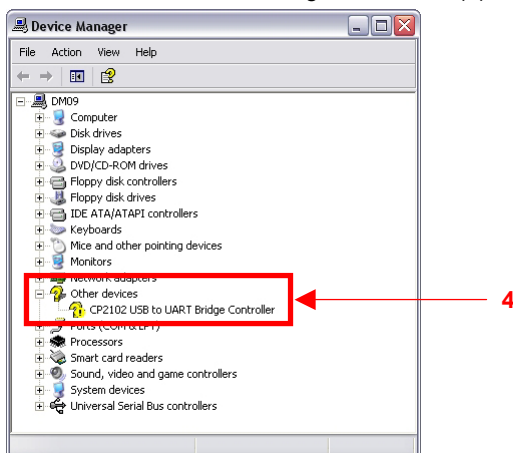 Device Manager
File Action View Help
DM09
Computer
Disk drives
Display adapters
DVD/CD-ROM drives
Floppy disk controllers
Floppy disk drives
IDE ATA/ATAPI controllers
Keyboards
Mice and other pointing devices
Monitors
Network adapters
Other devices
CP2102 USB to UART Bridge Controller
4
Ports (COM & LPT)
Processors
Smart card readers
Sound, video and game controllers
System devices
Universal Serial Bus controllers